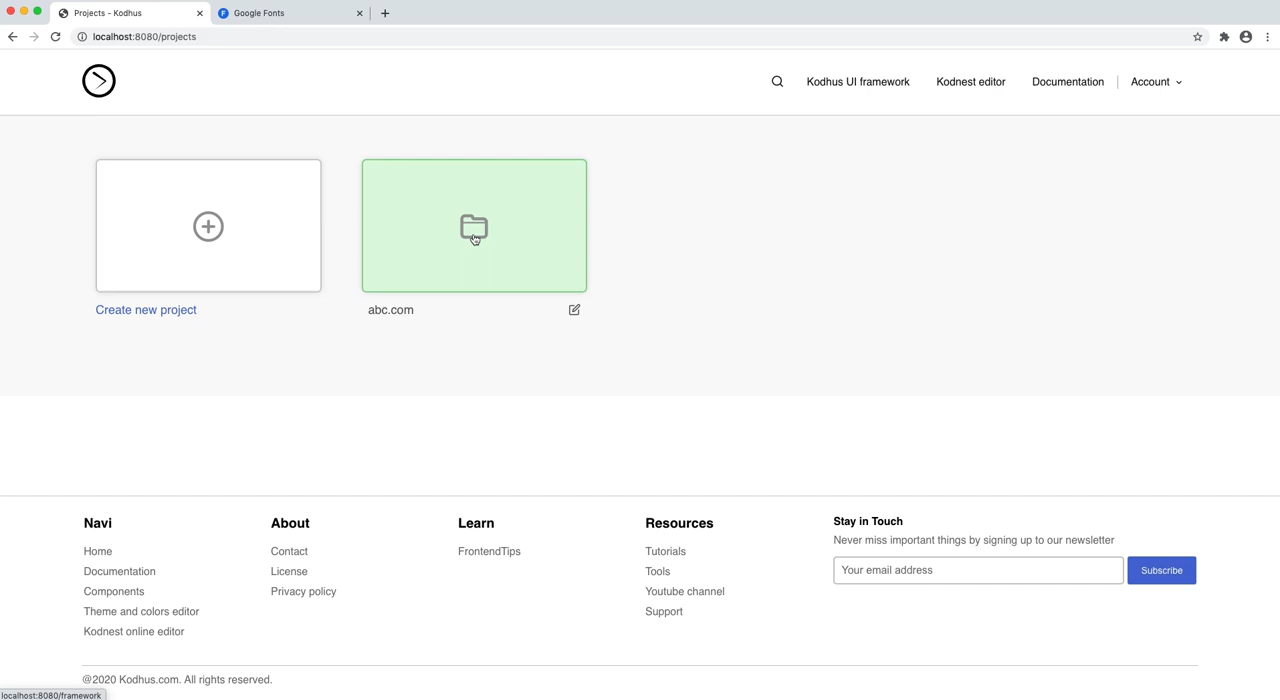 Projects - Kodhus
Google Fonts
localhost:8080/projects
Kodhus UI framework
Kodnest editor
Documentation
Account
Create new project
abc.com
Navi
Home
Documentation
Components
Theme and colors editor
Kodnest online editor
About
Contact
License
Privacy policy
Learn
FrontendTips
Resources
Tutorials
Tools
Youtube channel
Support
Stay in Touch
Never miss important things by signing up to our newsletter
Your email address
Subscribe
@2020 Kodhus.com. All rights reserved.
localhost:8080/framework